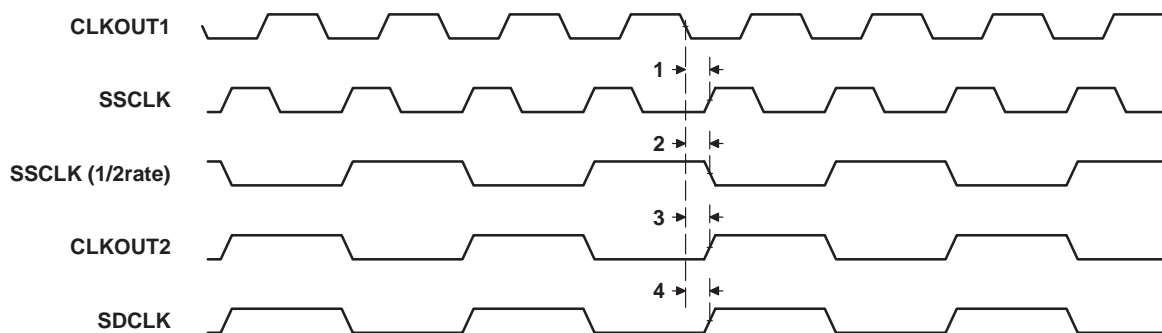 CLKOUT1
1
SSCLK
2
SSCLK (1/2rate)
3
CLKOUT2
4
SDCLK